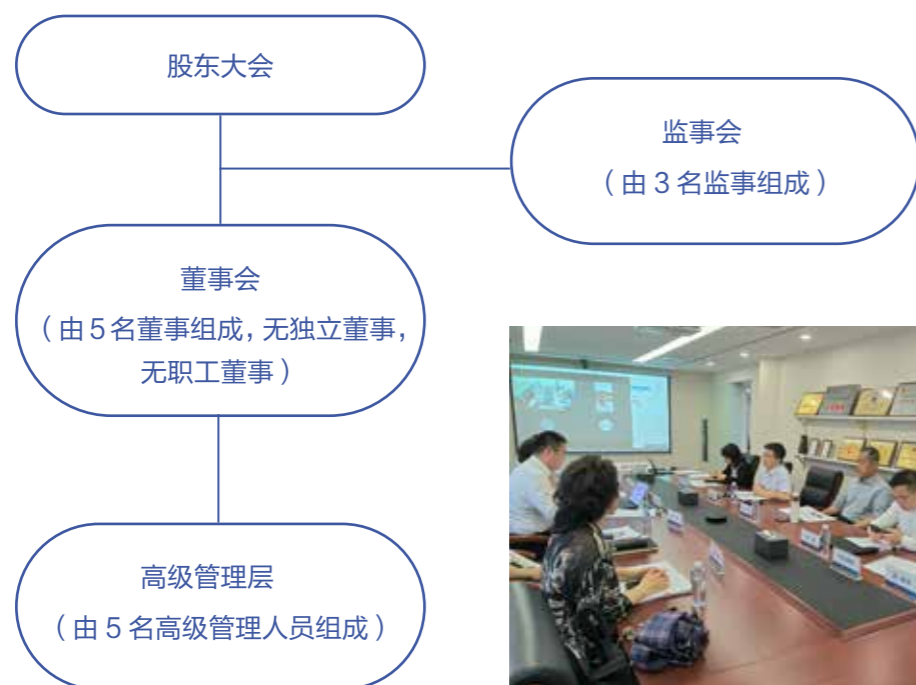 股东大会
监事会
（由 3 名监事组成）
董事会
（由 5 名董事组成，无独立董事，
无职工董事）
高级管理层
（由 5 名高级管理人员组成）